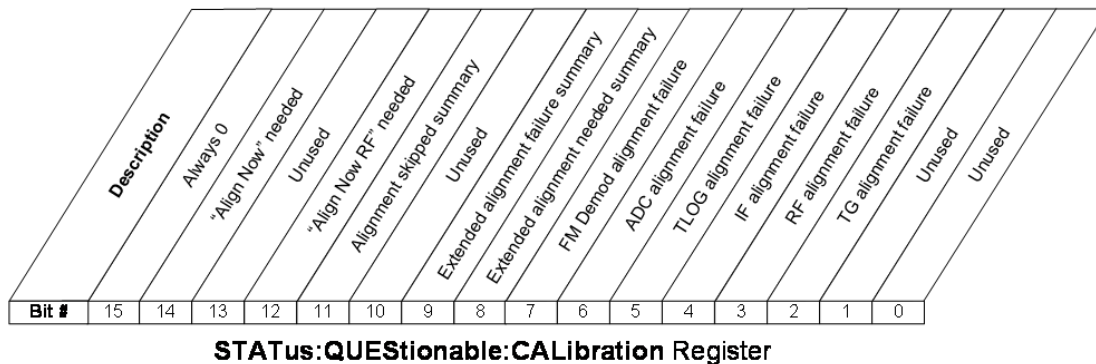 Description
Always 0
“Align Now” needed
Unused
“Align Now RF” needed
Alignment skipped summary
Unused
Extended alignment failure summary
Extended alignment needed summary
FM Demod alignment failure
ADC alignment failure
TLOG alignment failure
IF alignment failure
RF alignment failure
TG alignment failure
Unused
Unused
Bit # 15 14 13 12 11 10 9 8 7 6 5 4 3 2 1 0
STATus:QUEStionable:CALibration Register